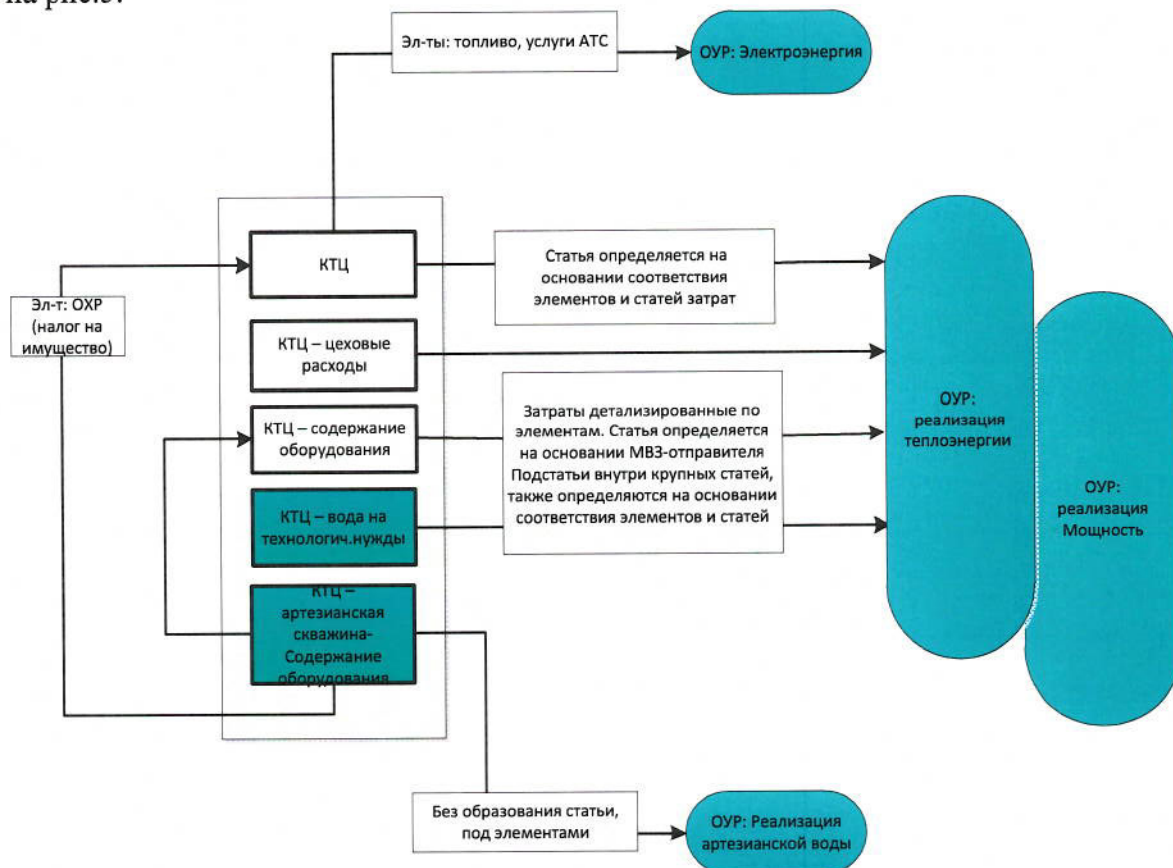 на рис.3:
Эл-ты: топливо, услуги АТС
ОУР: Электроэнергия
КТЦ
Статья определяется на
основании соответствия
элементов и статей затрат
Эл-т: ОХР
(налог на
имущество)
КТЦ – цеховые
расходы
КТЦ – содержание
оборудования
Затраты детализированные по
элементам. Статья определяется
на основании МВЗ-отправителя
Подстатьи внутри крупных статей,
также определяются на основании
соответствия элементов и статей
ОУР:
реализация
теплоэнергии
ОУР:
реализация
Мощность
КТЦ – вода на
технологич.нужды
КТЦ –
артезианская
скважина-
Содержание
оборудования
Без образования статьи,
под элементами
ОУР: Реализация
артезианской воды